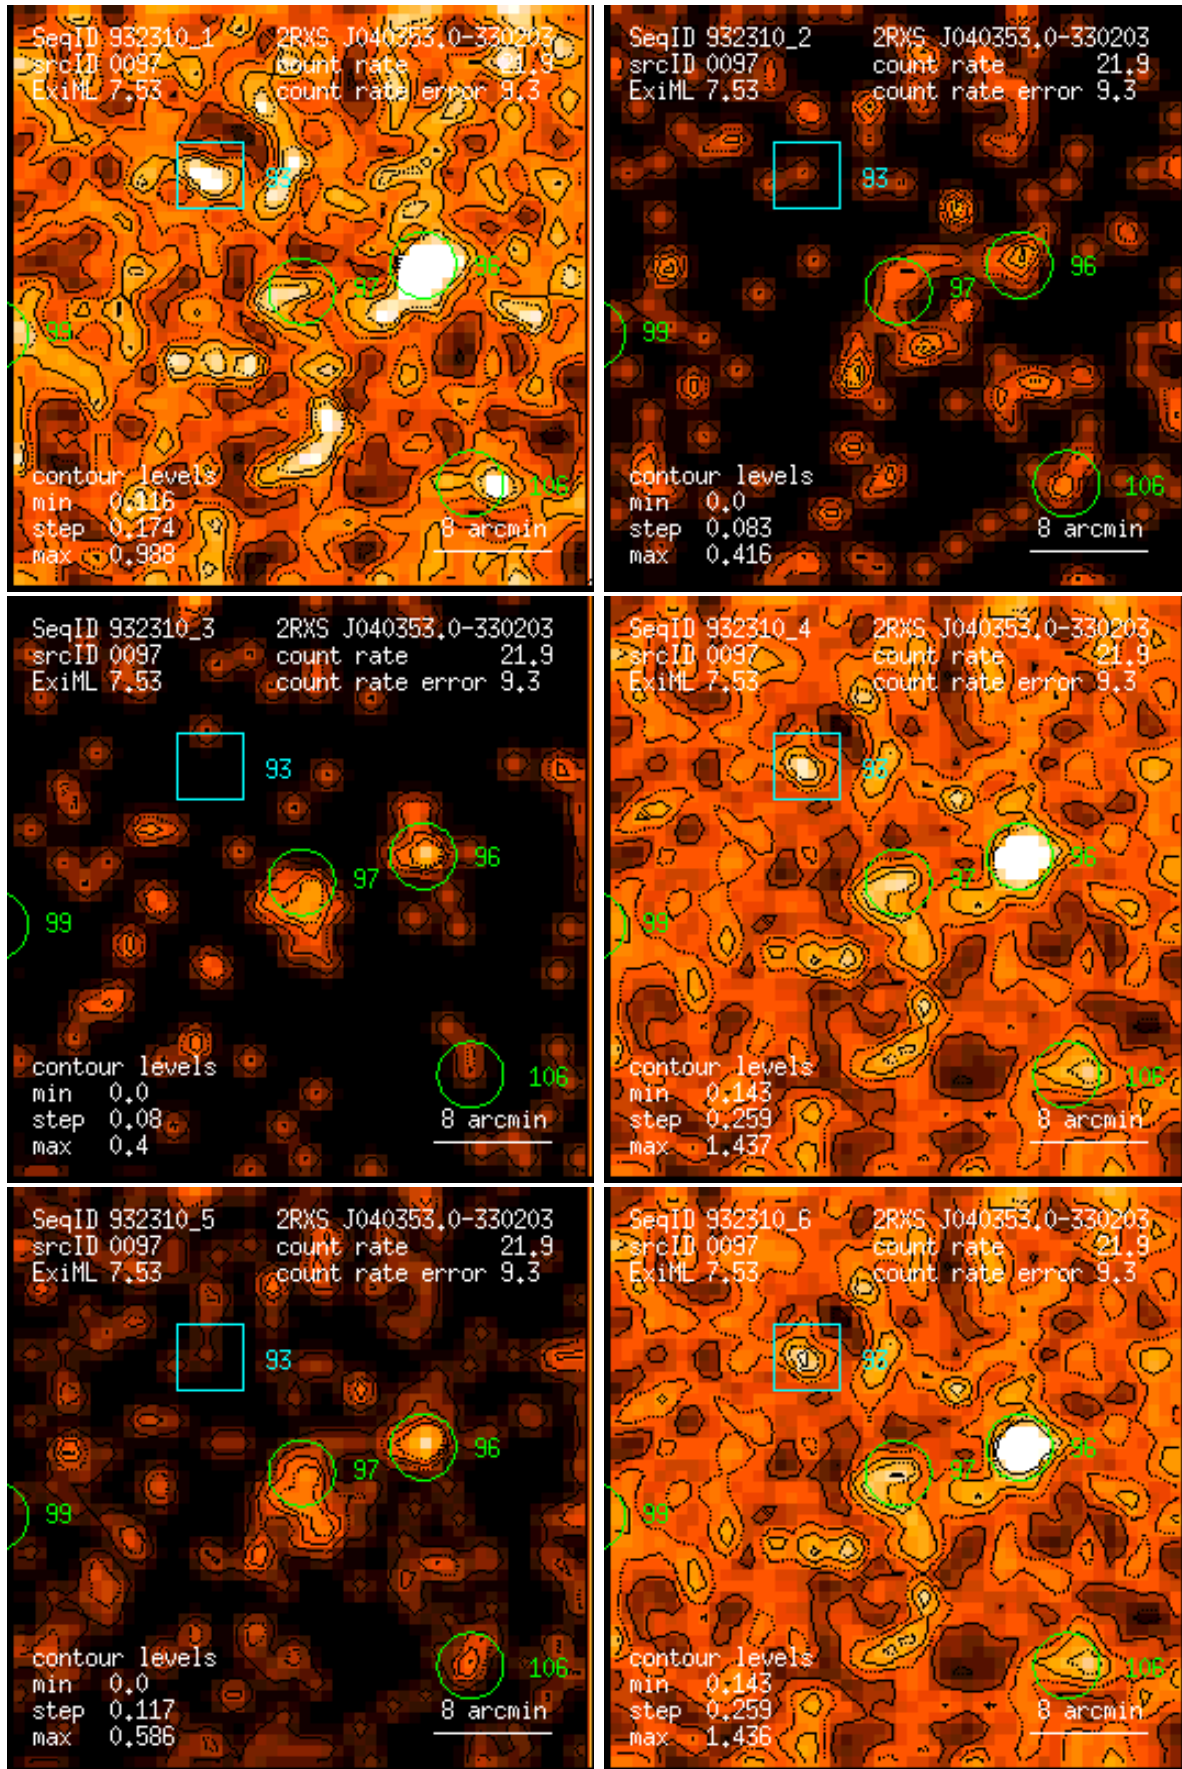 SeqID 932310_1 2RXS J040353.0-330203
srcID 0097 count rate 21.9
ExiML 7.53 count rate error 9.3
93
96
97
99
contour levels
106
min 0.116
step 0.174 8 arcmin
max 0.988
SeqID 932310_2 2RXS J040353.0-330203
srcID 0097 count rate 21.9
ExiML 7.53 count rate error 9.3
93
96
97
99
contour levels
106
min 0.0
step 0.083 8 arcmin
max 0.416
SeqID 932310_3 2RXS J040353.0-330203
srcID 0097 count rate 21.9
ExiML 7.53 count rate error 9.3
93
96
97
99
contour levels
106
min 0.0
step 0.08 8 arcmin
max 0.4
SeqID 932310_4 2RXS J040353.0-330203
srcID 0097 count rate 21.9
ExiML 7.53 count rate error 9.3
93
96
97
99
contour levels
106
min 0.143
step 0.259 8 arcmin
max 1.437
SeqID 932310_5 2RXS J040353.0-330203
srcID 0097 count rate 21.9
ExiML 7.53 count rate error 9.3
93
96
97
99
contour levels
106
min 0.0
step 0.117 8 arcmin
max 0.586
SeqID 932310_6 2RXS J040353.0-330203
srcID 0097 count rate 21.9
ExiML 7.53 count rate error 9.3
93
96
97
99
contour levels
106
min 0.143
step 0.259 8 arcmin
max 1.436